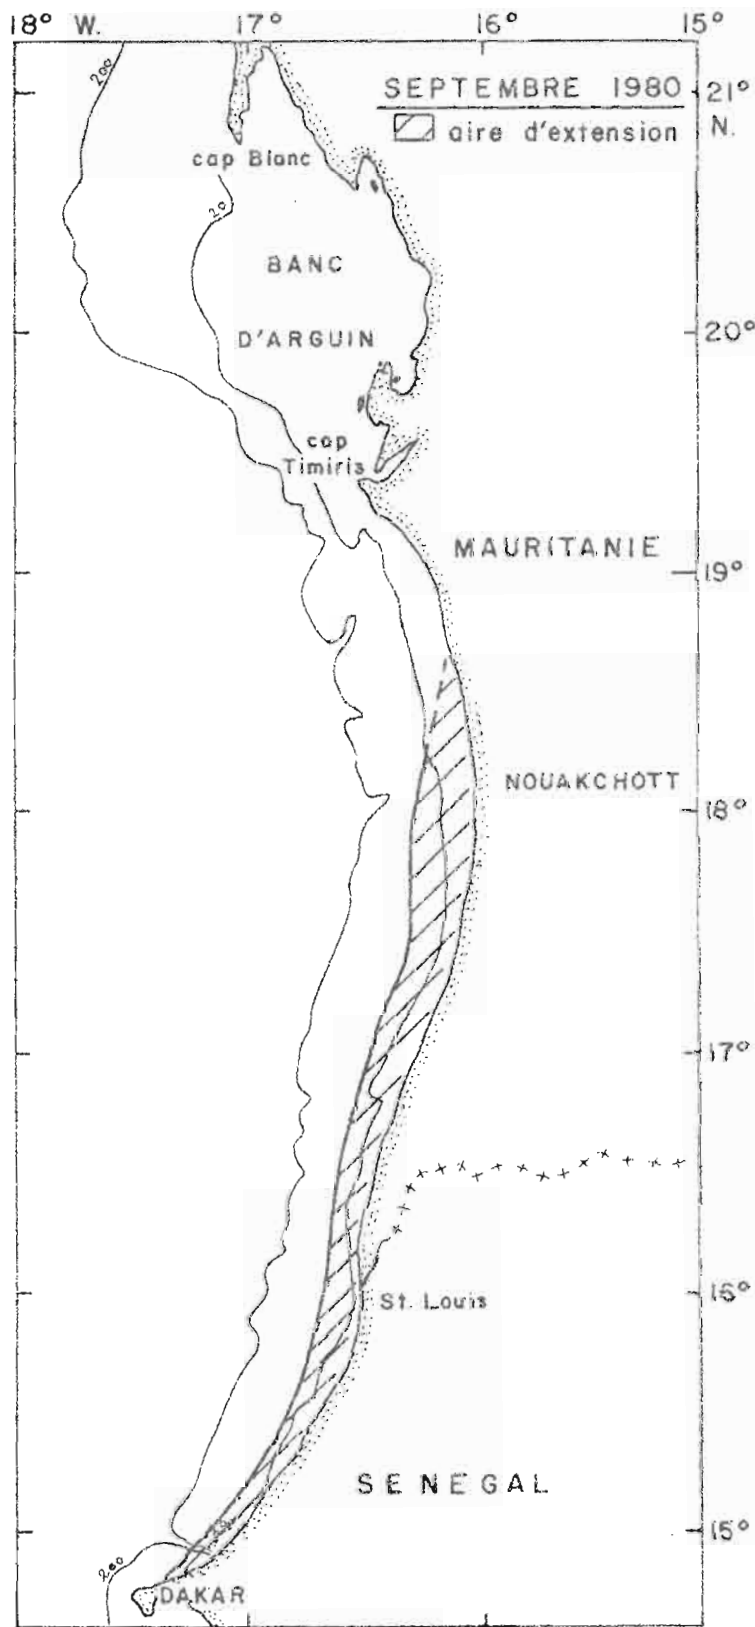 18° W. 17° 16° 15°
SEPTEMBRE 1980
aire d'extension
21°
N.
200
cap Blanc
20
BANC
D'ARGUIN
20°
cap
Timiris
MAURITANIE
19°
NOUAKCHOTT
18°
17°
16°
St. Louis
SENEGAL
15°
200
DAKAR